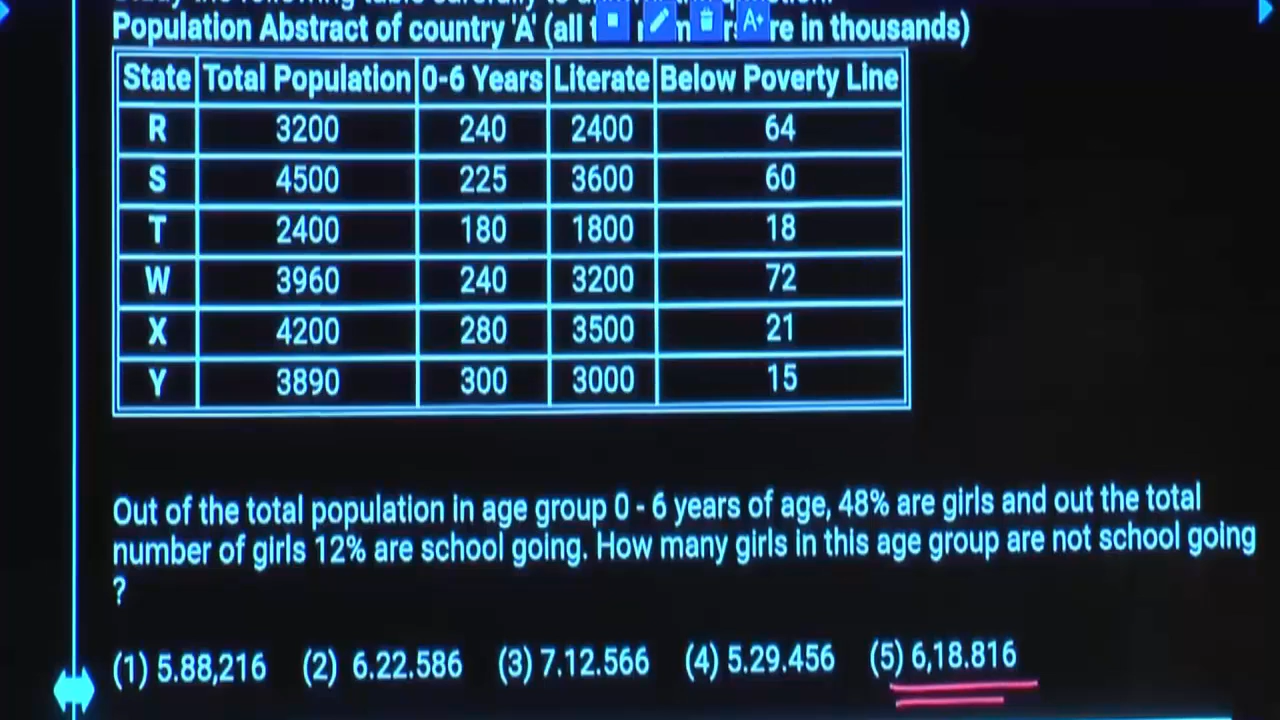 Population Abstract of country 'A' (all are in thousands)
State Total Population 0-6 Years Literate Below Poverty Line
R 3200 240 2400 64
S 4500 225 3600 60
T 2400 180 1800 18
W 3960 240 3200 72
X 4200 280 3500 21
Y 3890 300 3000 15
Out of the total population in age group 0 - 6 years of age, 48% are girls and out the total
number of girls 12% are school going. How many girls in this age group are not school going
?
(1) 5.88,216 (2) 6.22.586 (3) 7.12.566 (4) 5.29.456 (5) 6,18.816